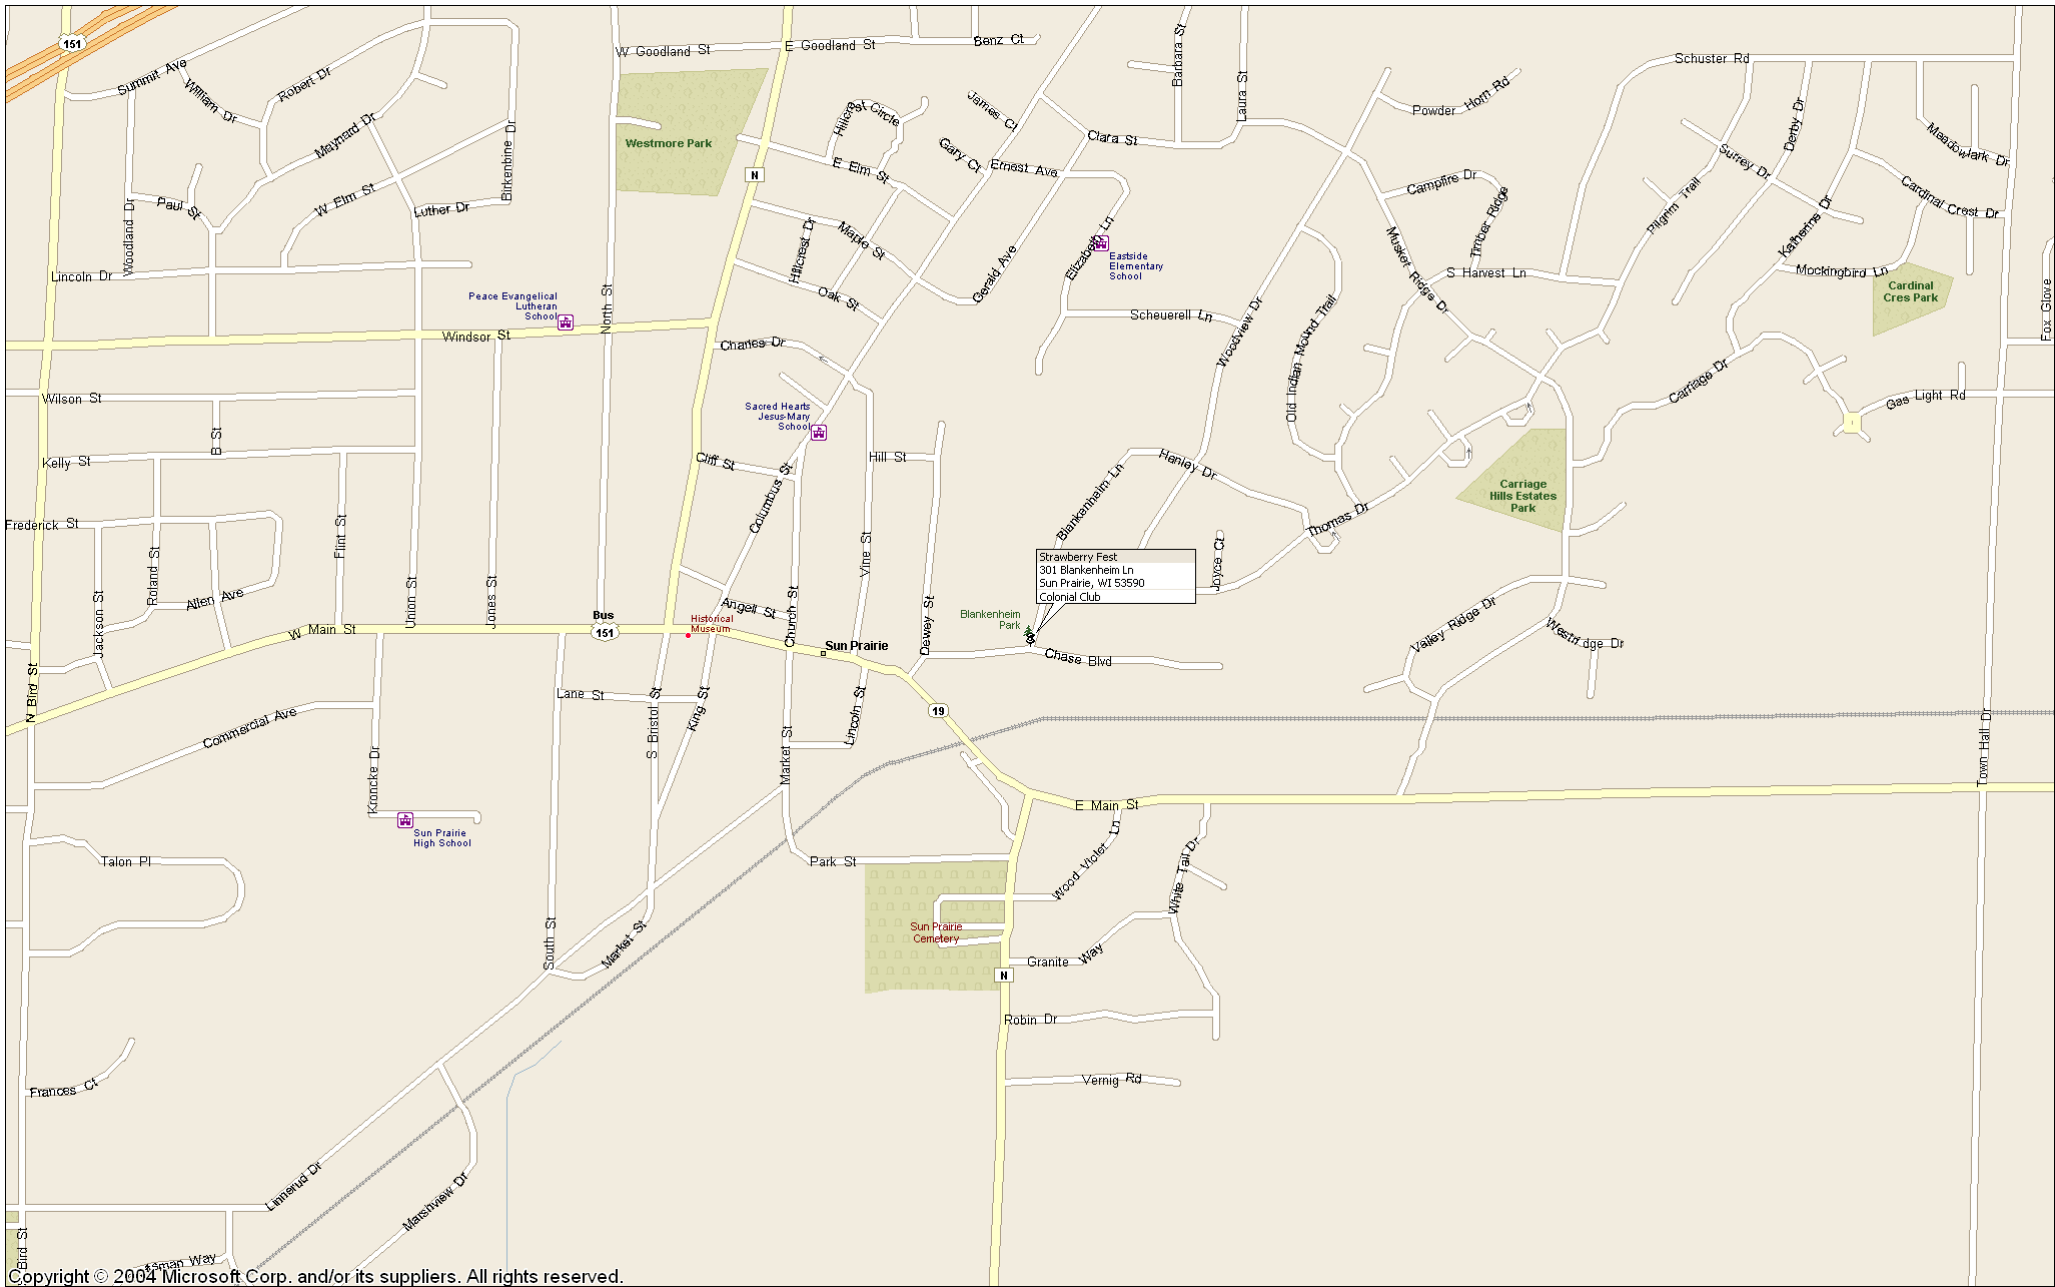 151
Summit Ave
William Dr
Robert Dr
Maynard Dr
Birkenbine Dr
W Goodland St
E Goodland St
Benz Ct
Barbara St
Laura St
Schuster Rd
Powder Horn Rd
Derby Dr
Meadowlark Dr
Surrey Dr
Westmore Park
N
Hillcrest Circle
James Ct
Gary Ct
Clara St
Ernest Ave
E Elm St
W Elm St
Luther Dr
Paul St
Woodland Dr
Lincoln Dr
Campfire Dr
Timber Ridge
Pilgrim Trail
Katherine Dr
Cardinal Crest Dr
Mockingbird Ln
Cardinal
Cres Park
Fox Glove
Hillcrest Dr
Maple St
Oak St
Gerald Ave
Elizabeth Ln
Eastside
Elementary
School
Musket Ridge Dr
S Harvest Ln
Peace Evangelical
Lutheran
School
North St
Windsor St
Charles Dr
Scheuerell Ln
Woodview Dr
Old Indian Mound Trail
Carriage Dr
Gas Light Rd
Wilson St
B St
Kelly St
Sacred Hearts
Jesus-Mary
School
Cliff St
Columbus St
Hill St
Hanley Dr
Blankenheim Ln
Thomas Dr
Carriage
Hills Estates
Park
Frederick St
Flint St
Roland St
Allen Ave
Jackson St
Union St
Jones St
Vine St
Church St
Angell St
Dewey St
Joyce Ct
Strawberry Fest
301 Blankenheim Ln
Sun Prairie, WI 53590
Colonial Club
Blankenheim
Park
Chase Blvd
W Main St
Bus
151
Historical
Museum
Sun Prairie
Valley Ridge Dr
Westridge Dr
N Bird St
Lane St
S Bristol St
King St
Market St
Lincoln St
19
Commercial Ave
Kroncke Dr
Town Hall Dr
E Main St
Sun Prairie
High School
Talon Pl
Park St
Wood Violet Ln
White Tail Dr
South St
Market St
Sun Prairie
Cemetery
Granite Way
N
Robin Dr
Vernig Rd
Frances Ct
Linnerud Dr
Marshview Dr
Bird St
Way
Copyright © 2004 Microsoft Corp. and/or its suppliers. All rights reserved.